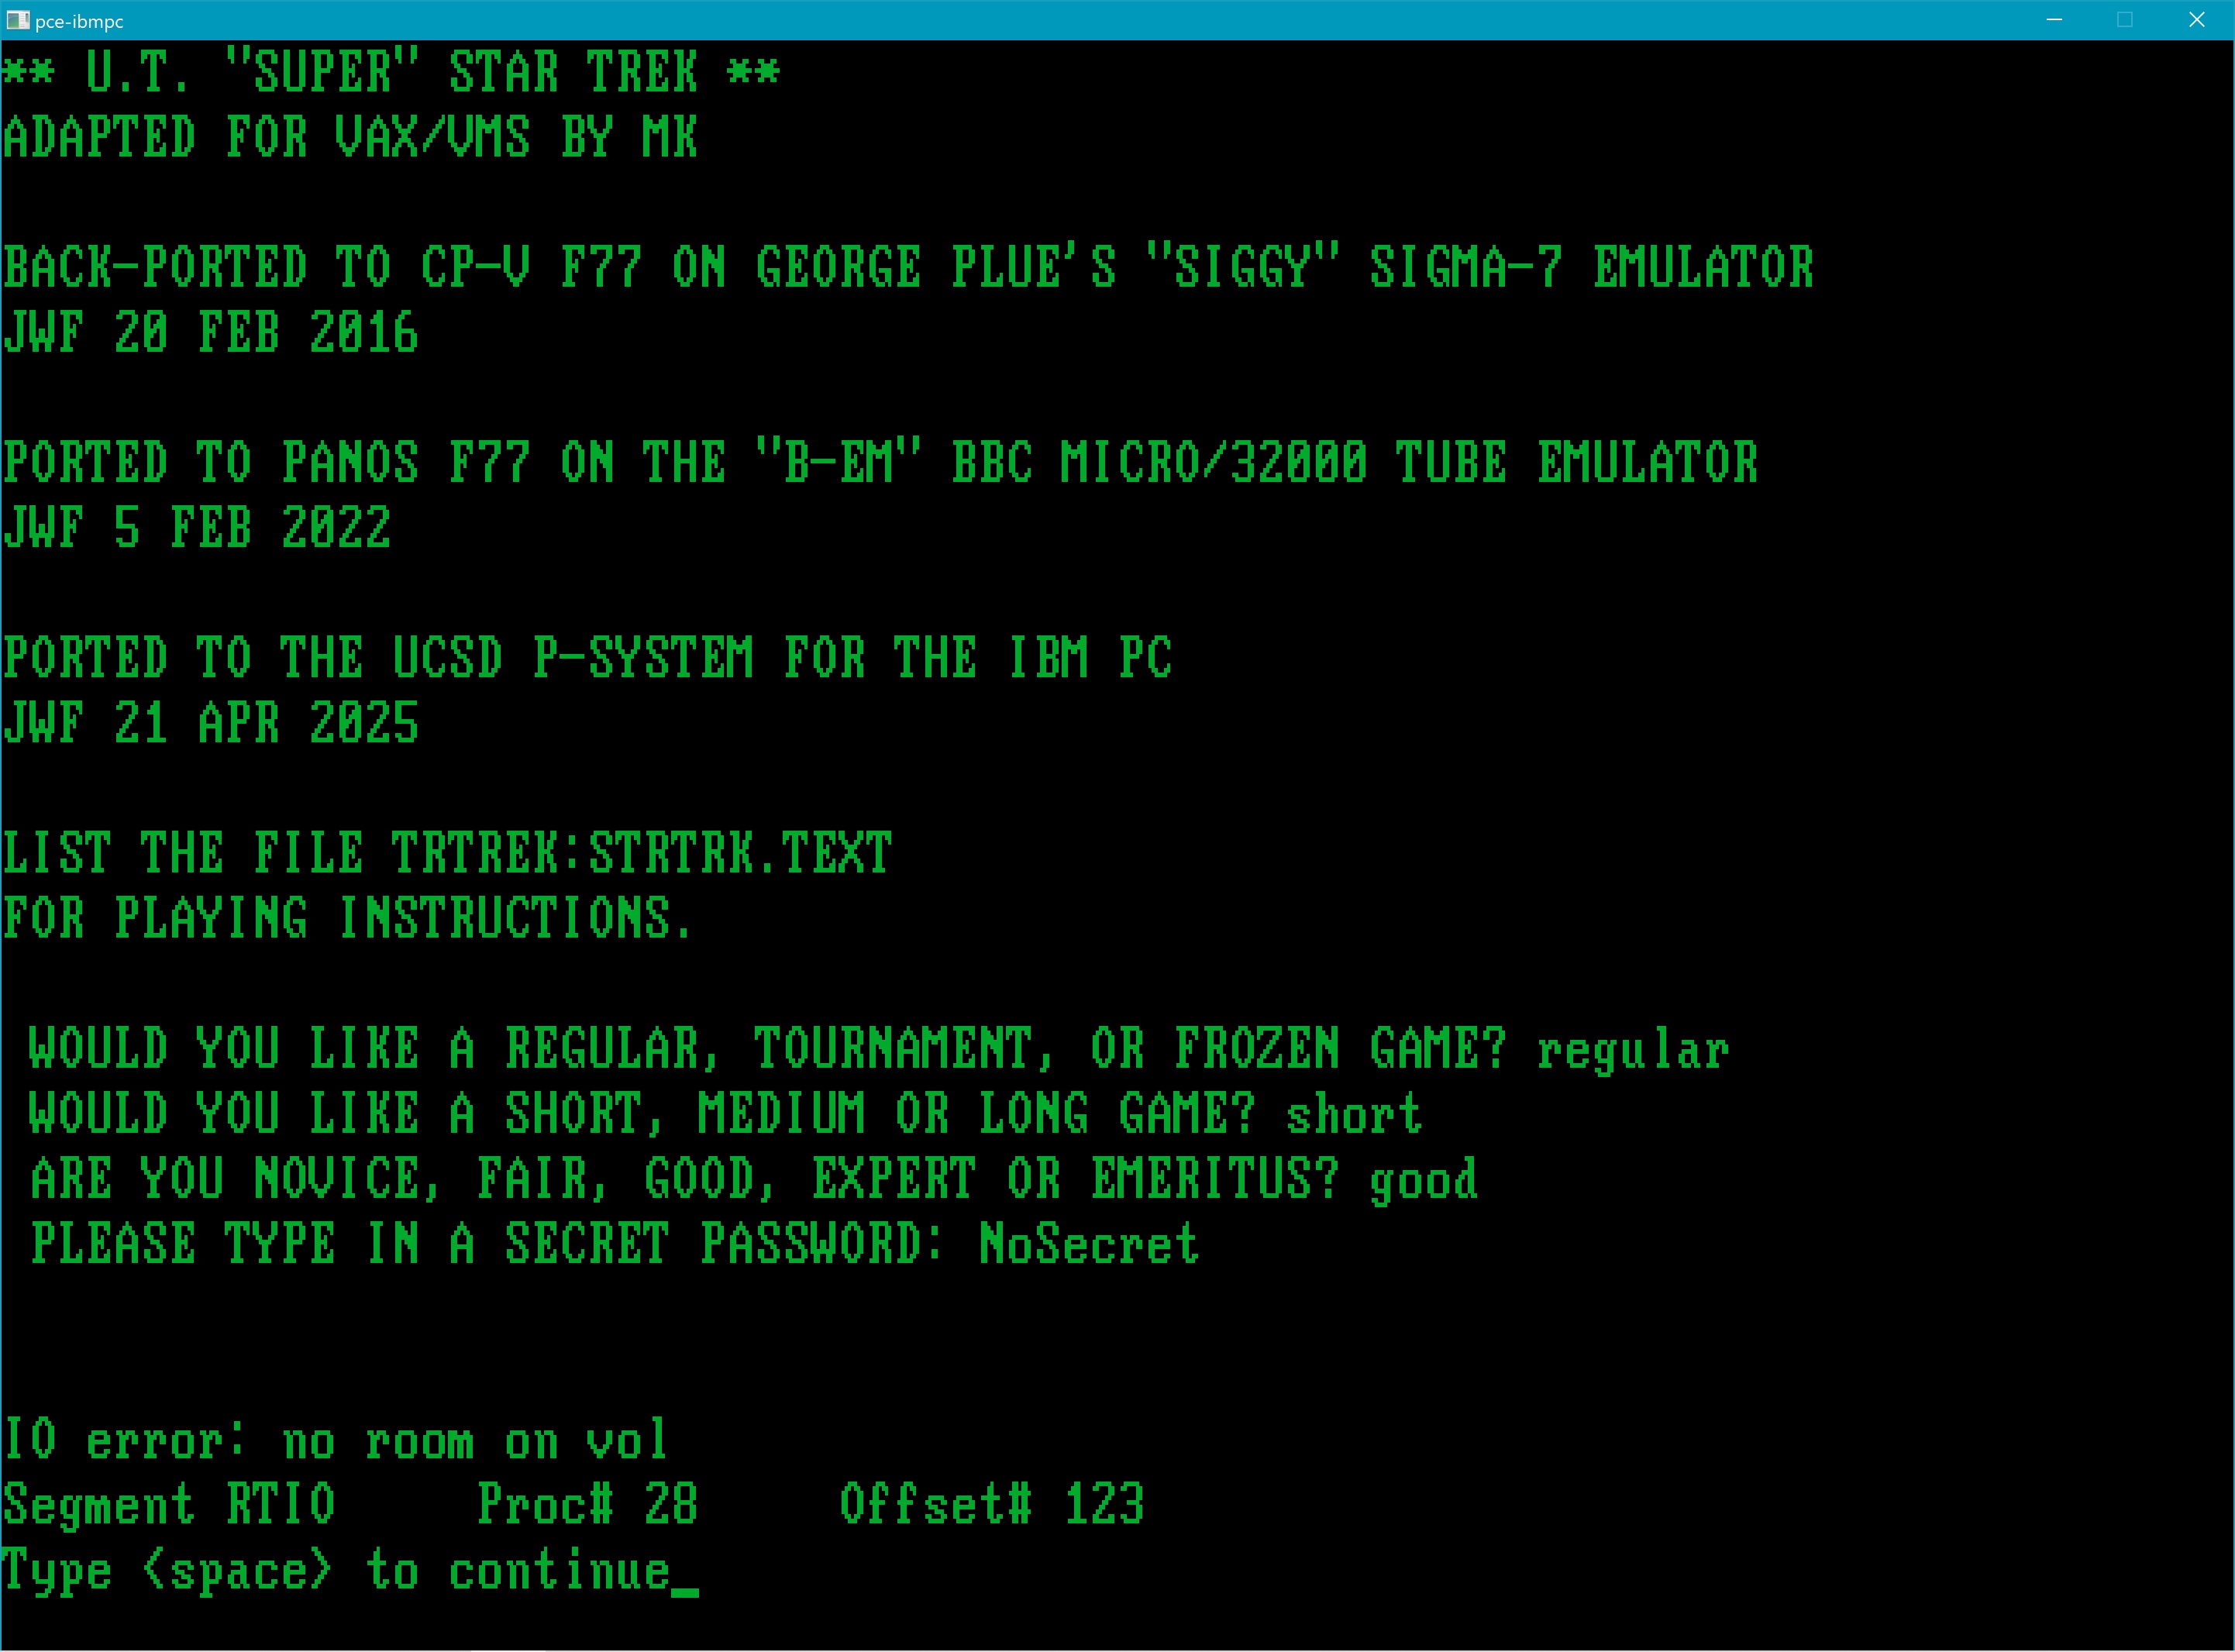 pce-ibmpc
** U.T. "SUPER" STAR TREK **
ADAPTED FOR VAX/VMS BY MK
BACK-PORTED TO CP-V F77 ON GEORGE PLUE'S "SIGGY" SIGMA-7 EMULATOR
JWF 20 FEB 2016
PORTED TO PANOS F77 ON THE "B-EM" BBC MICRO/32000 TUBE EMULATOR
JWF 5 FEB 2022
PORTED TO THE UCSD P-SYSTEM FOR THE IBM PC
JWF 21 APR 2025
LIST THE FILE TRTREK:STRTRK.TEXT
FOR PLAYING INSTRUCTIONS.
WOULD YOU LIKE A REGULAR, TOURNAMENT, OR FROZEN GAME? regular
WOULD YOU LIKE A SHORT, MEDIUM OR LONG GAME? short
ARE YOU NOVICE, FAIR, GOOD, EXPERT OR EMERITUS? good
PLEASE TYPE IN A SECRET PASSWORD: NoSecret
IO error: no room on vol
Segment RTIO     Proc# 28     Offset# 123
Type <space> to continue_